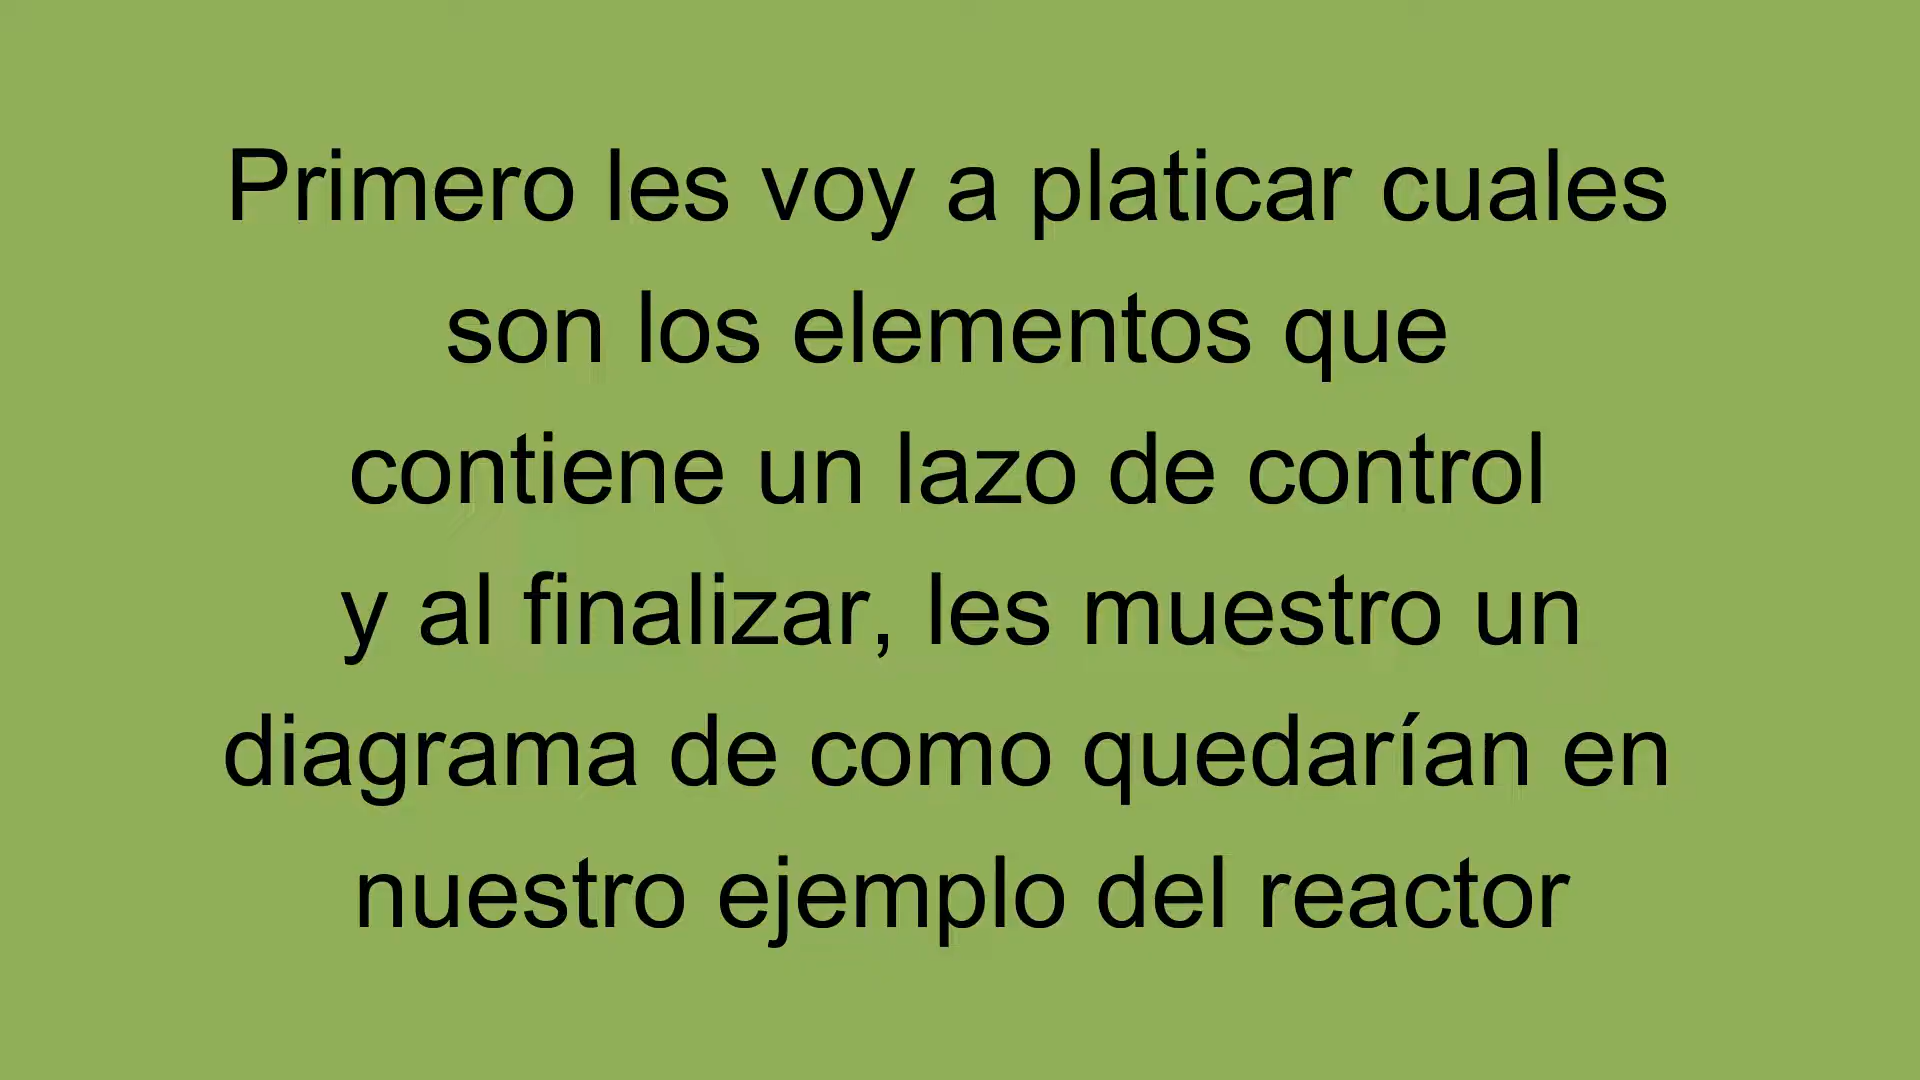 Primero les voy a platicar cuales
son los elementos que
contiene un lazo de control
y al finalizar, les muestro un
diagrama de como quedarían en
nuestro ejemplo del reactor